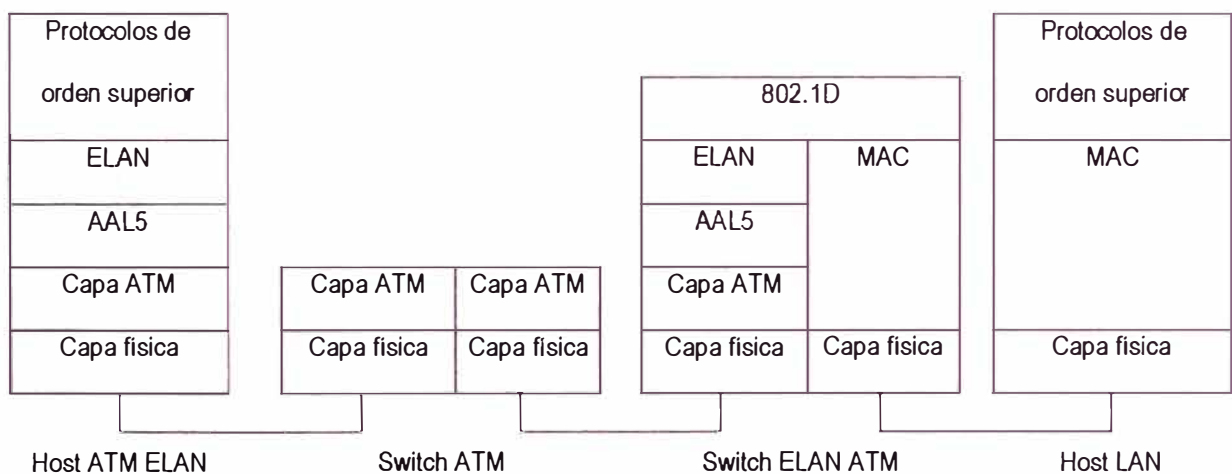 Protocolos de
orden superior
ELAN
AAL5
Capa ATM
Capa fisica
Host ATM ELAN
Capa ATM
Capa ATM
Capa fisica
Capa fisica
Switch ATM
802.1D
ELAN
MAC
AAL5
Capa ATM
Capa fisica
Capa fisica
Switch ELAN ATM
Protocolos de
orden superior
MAC
Capa fisica
Host LAN